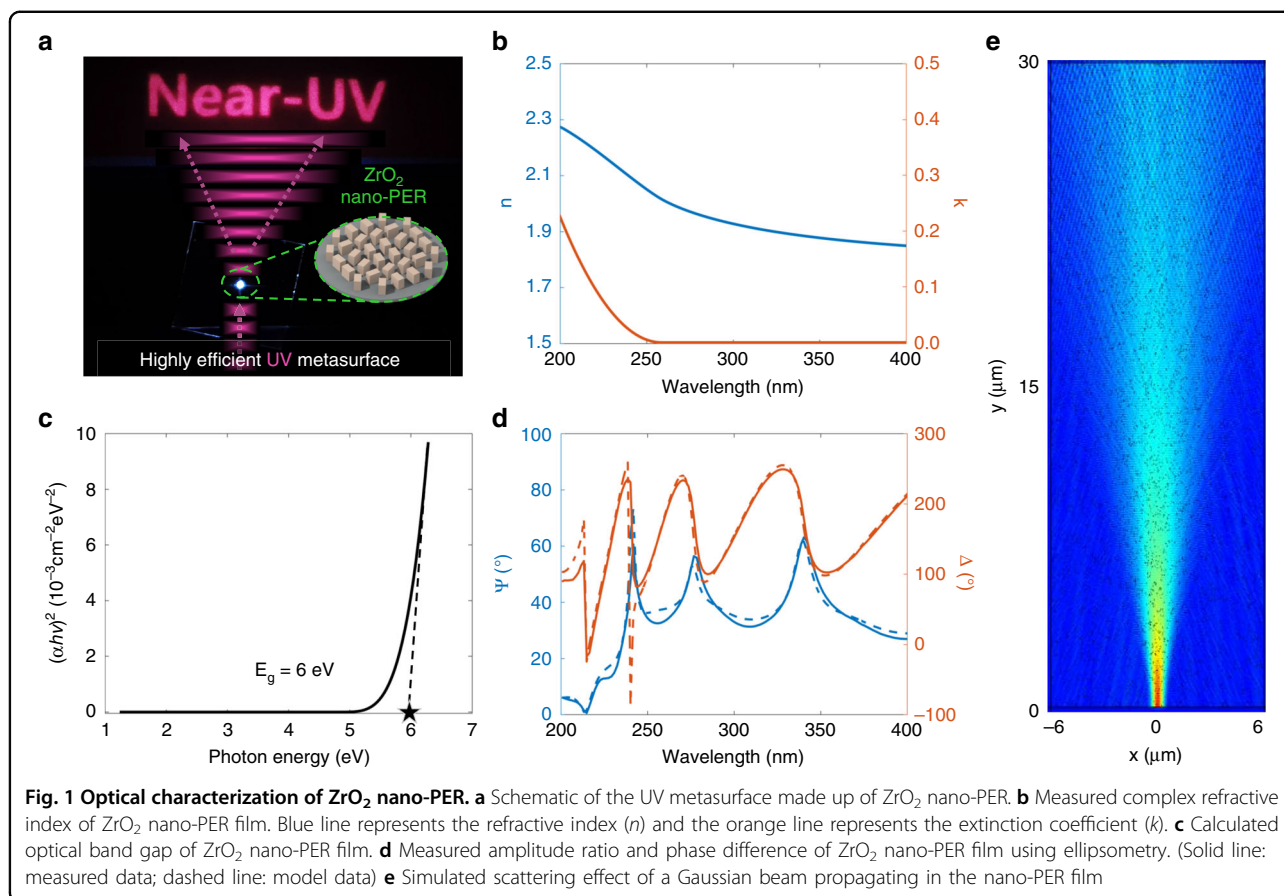 a
Near-UV
ZrO₂
nano-PER
Highly efficient UV metasurface
b
n
2.5
2.3
2.1
1.9
1.7
1.5
k
0.5
0.4
0.3
0.2
0.1
0.0
200 250 300 350 400
Wavelength (nm)
c
(αhν)² (10⁻³cm⁻²eV⁻²)
10
8
6
4
2
0
E_g = 6 eV
1 2 3 4 5 6 7
Photon energy (eV)
d
Ψ (°)
100
80
60
40
20
0
Δ (°)
300
200
100
0
−100
200 250 300 350 400
Wavelength (nm)
e
y (μm)
30
15
0
−6 0 6
x (μm)
Fig. 1 Optical characterization of ZrO₂ nano-PER. a Schematic of the UV metasurface made up of ZrO₂ nano-PER. b Measured complex refractive
index of ZrO₂ nano-PER film. Blue line represents the refractive index (n) and the orange line represents the extinction coefficient (k). c Calculated
optical band gap of ZrO₂ nano-PER film. d Measured amplitude ratio and phase difference of ZrO₂ nano-PER film using ellipsometry. (Solid line:
measured data; dashed line: model data) e Simulated scattering effect of a Gaussian beam propagating in the nano-PER film